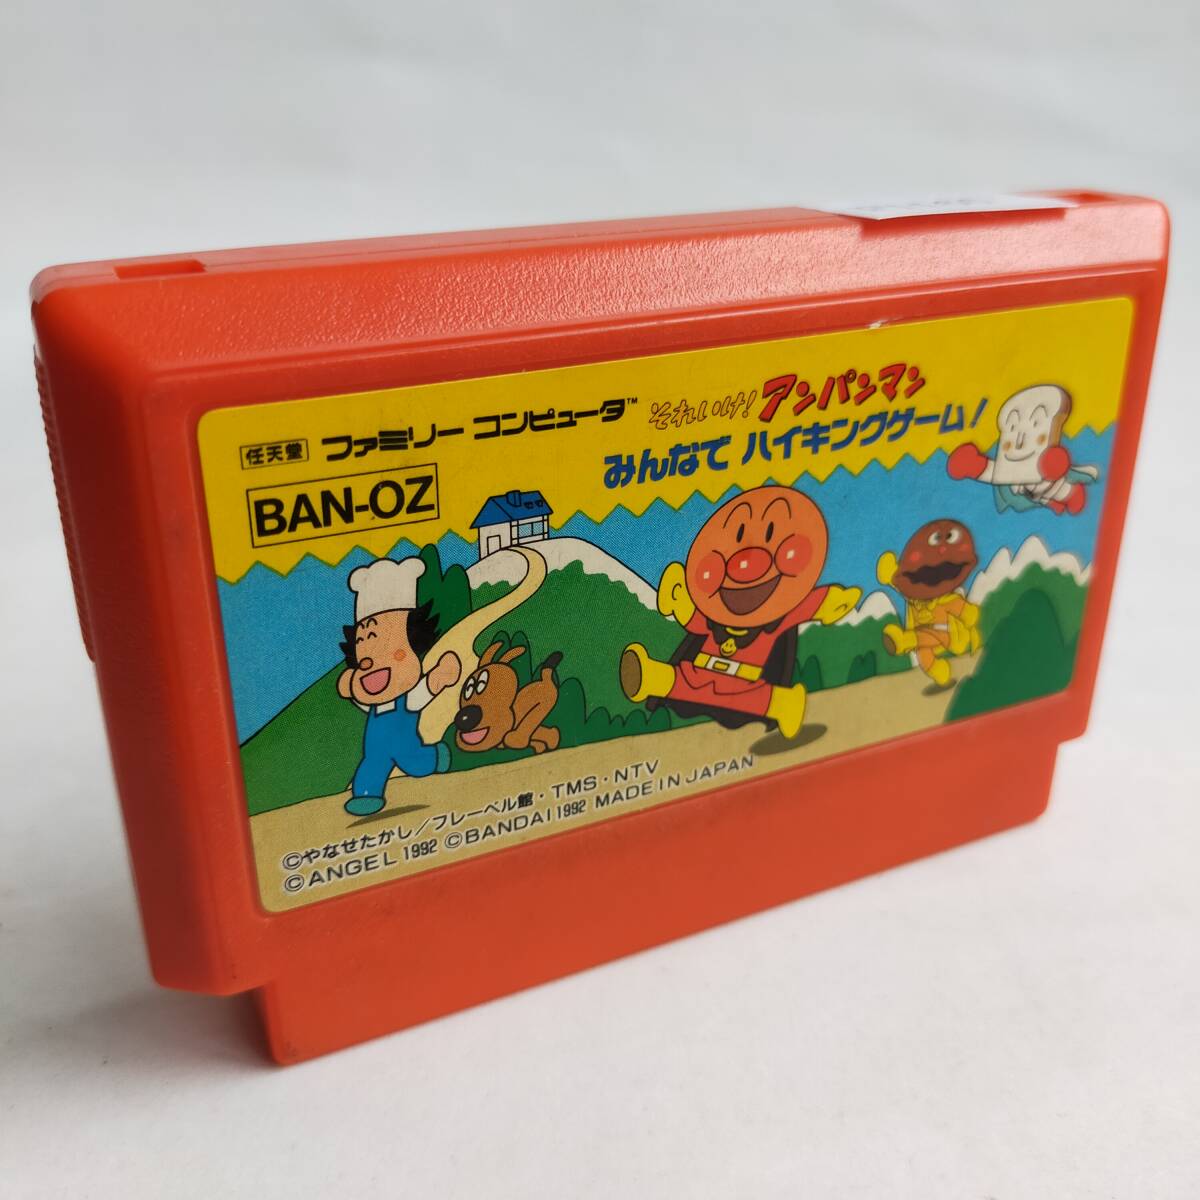 任天堂 ファミリー コンピュータ™
BAN-OZ
それいけ! アンパンマン
みんなで ハイキングゲーム!
©やなせたかし/フレーベル館・TMS・NTV
©ANGEL 1992 ©BANDAI 1992 MADE IN JAPAN